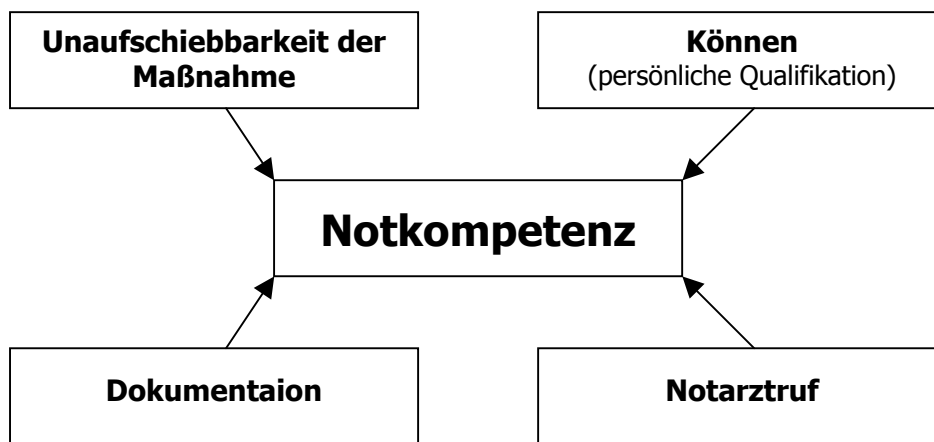 Unaufschiebbarkeit der
Maßnahme
Können
(persönliche Qualifikation)
Notkompetenz
Dokumentaion
Notarztruf